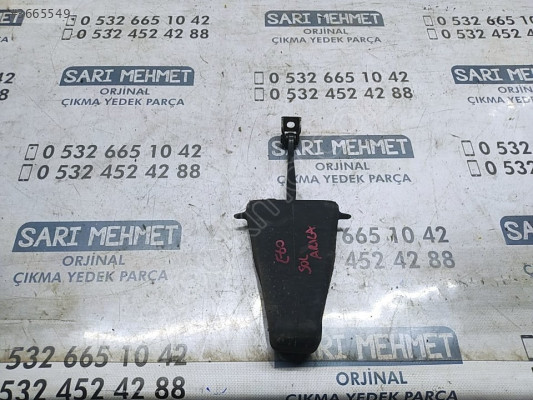 665549
532 665 10 42
532 452 42 88
SARI MEHMET
ORJİNAL
ÇIKMA YEDEK PARÇA
0 532 665 10 42
0 532 452 42 88
SARI MEHMET
ORJİNAL
ÇIKMA YEDEK PARÇA
0 532 665 10 42
0 532 452 42 88
SARI MEHMET
ORJİNAL
ÇIKMA YEDEK PARÇA
0 532 665 10 42
0 532 452 42 88
SARI MEHMET
ORJİNAL
ÇIKMA YEDEK PARÇA
E60
SOL
ARKA
665 10 42
452 42 88
SARI MEHMET
ORJİNAL
ÇIKMA YEDEK PARÇA
0 532 665 10 42
0 532 452 42 88
SARI MEHMET
ORJİNAL